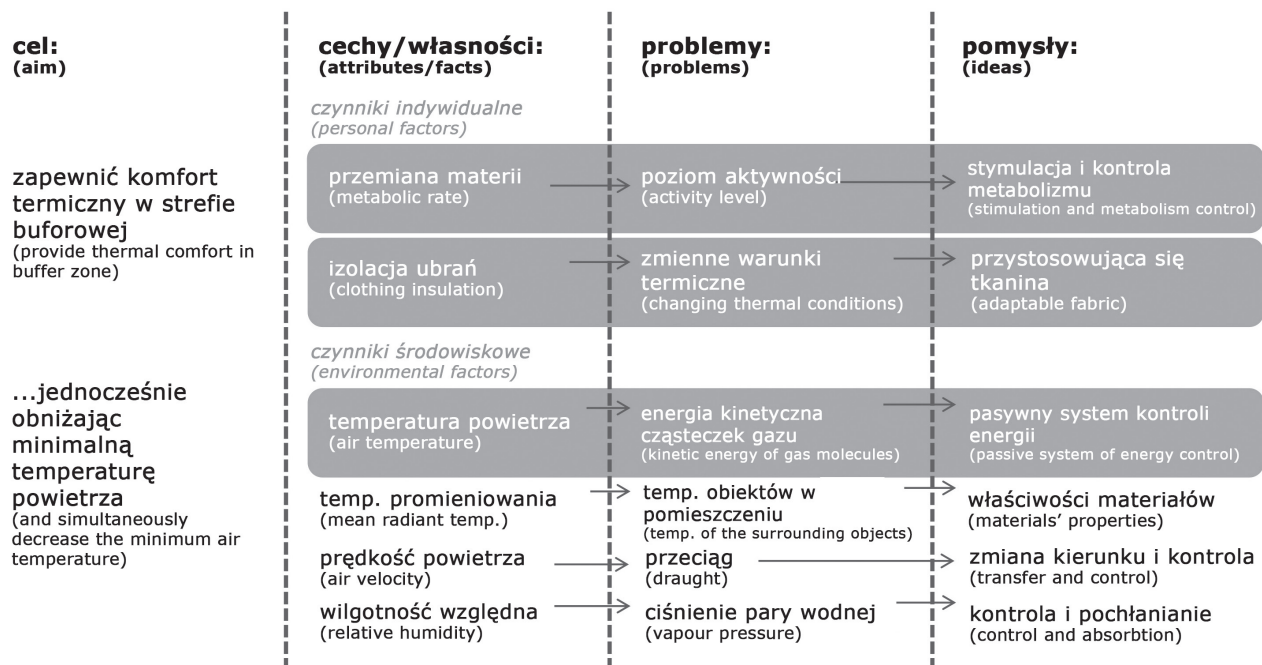 cel:
(aim)
cechy/własności:
(attributes/facts)
problemy:
(problems)
pomysły:
(ideas)
zapewnić komfort
termiczny w strefie
buforowej
(provide thermal comfort in
buffer zone)
...jednocześnie
obniżając
minimalną
temperaturę
powietrza
(and simultaneously
decrease the minimum air
temperature)
czynniki indywidualne
(personal factors)
przemiana materii
(metabolic rate)
poziom aktywności
(activity level)
stymulacja i kontrola
metabolizmu
(stimulation and metabolism control)
izolacja ubrań
(clothing insulation)
zmienne warunki
termiczne
(changing thermal conditions)
przystosowująca się
tkanina
(adaptable fabric)
czynniki środowiskowe
(environmental factors)
temperatura powietrza
(air temperature)
energia kinetyczna
cząsteczek gazu
(kinetic energy of gas molecules)
pasywny system kontroli
energii
(passive system of energy control)
temp. promieniowania
(mean radiant temp.)
temp. obiektów w
pomieszczeniu
(temp. of the surrounding objects)
właściwości materiałów
(materials' properties)
prędkość powietrza
(air velocity)
przeciąg
(draught)
zmiana kierunku i kontrola
(transfer and control)
wilgotność względna
(relative humidity)
ciśnienie pary wodnej
(vapour pressure)
kontrola i pochłanianie
(control and absorbtion)